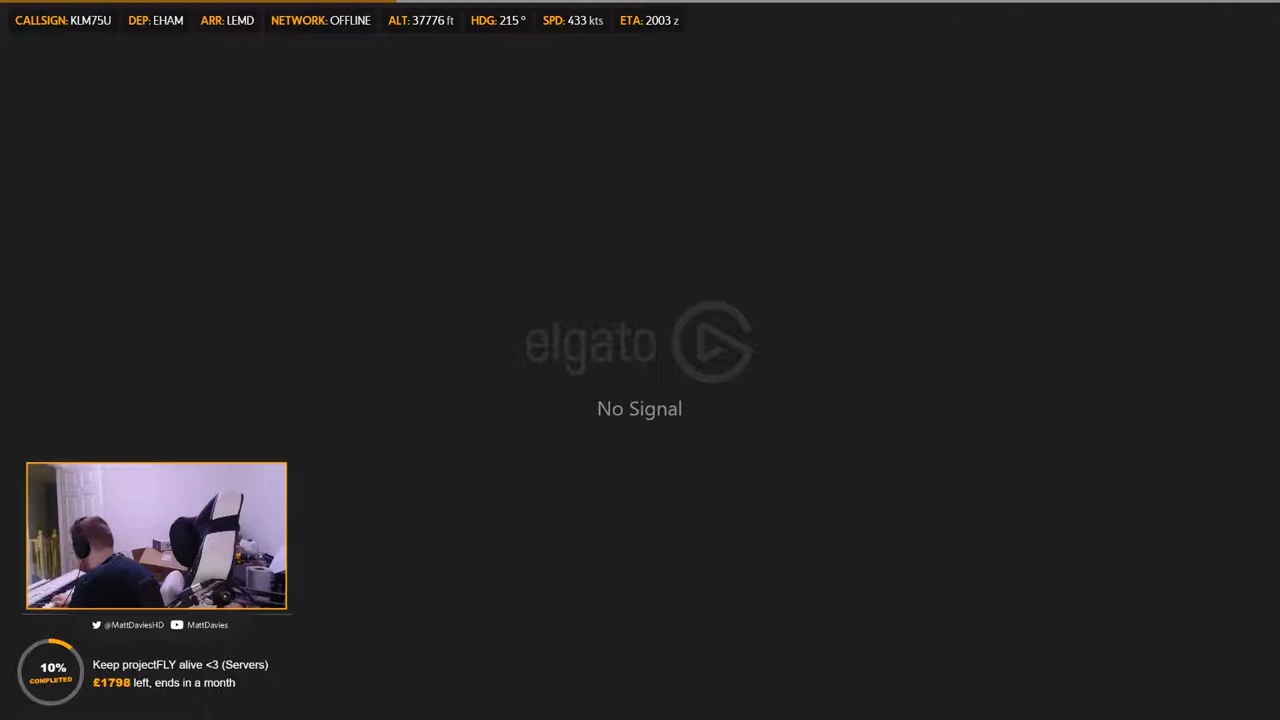 CALLSIGN: KLM75U DEP: EHAM ARR: LEMD NETWORK: OFFLINE ALT: 37776 ft HDG: 215 º SPD: 433 kts ETA: 2003 z
elgato
No Signal
@MattDaviesHD MattDavies
10%
COMPLETED
Keep projectFLY alive <3 (Servers)
£1798 left, ends in a month